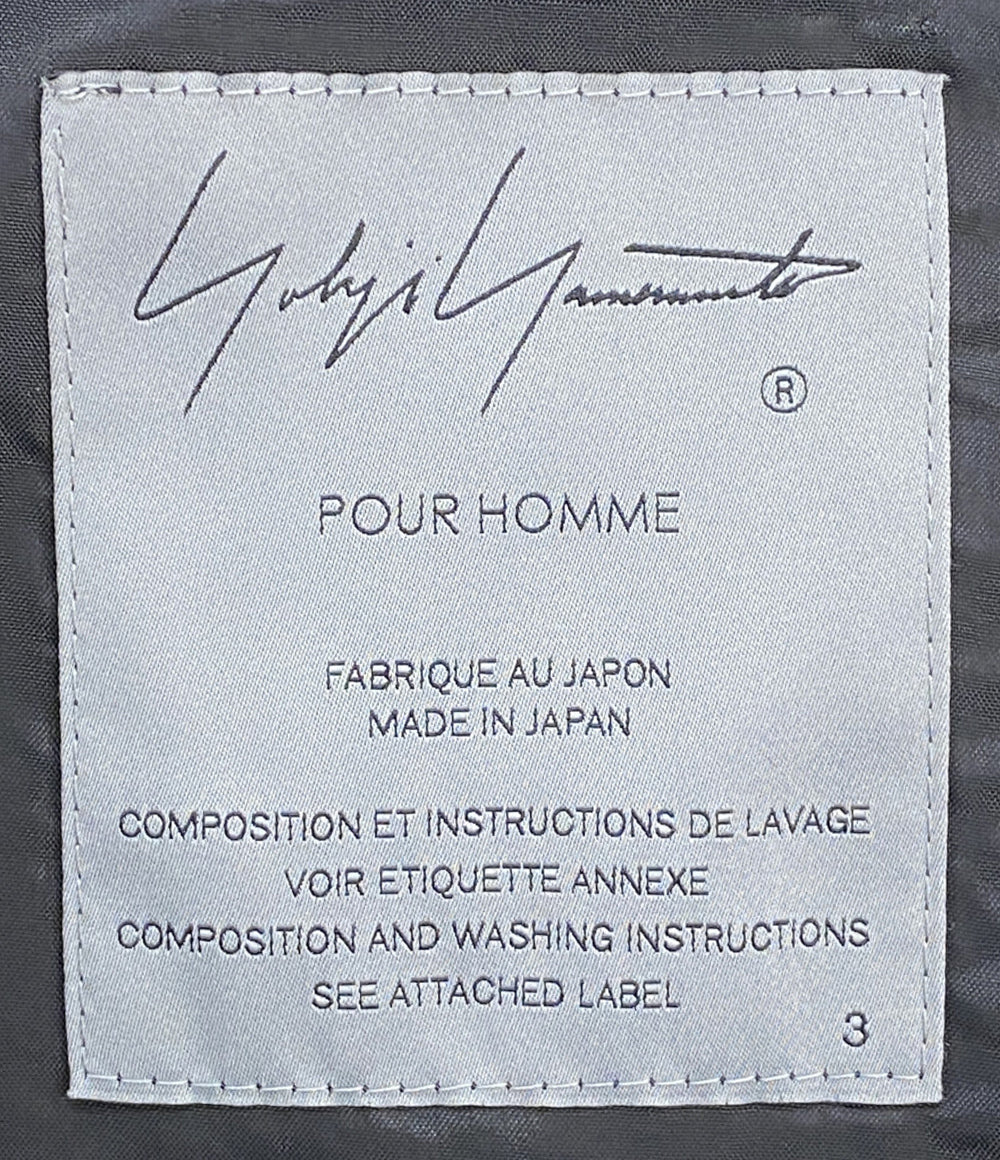 Yohji Yamamoto
®
POUR HOMME
FABRIQUE AU JAPON
MADE IN JAPAN
COMPOSITION ET INSTRUCTIONS DE LAVAGE
VOIR ETIQUETTE ANNEXE
COMPOSITION AND WASHING INSTRUCTIONS
SEE ATTACHED LABEL
3